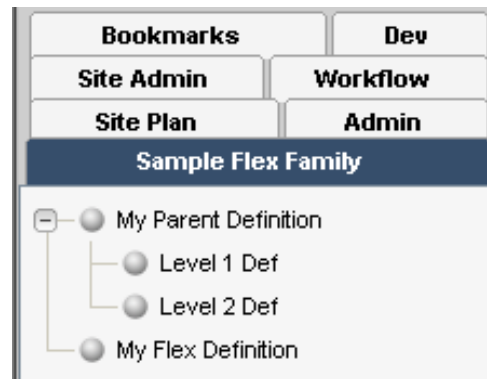 Bookmarks Dev
Site Admin Workflow
Site Plan Admin
Sample Flex Family
My Parent Definition
Level 1 Def
Level 2 Def
My Flex Definition